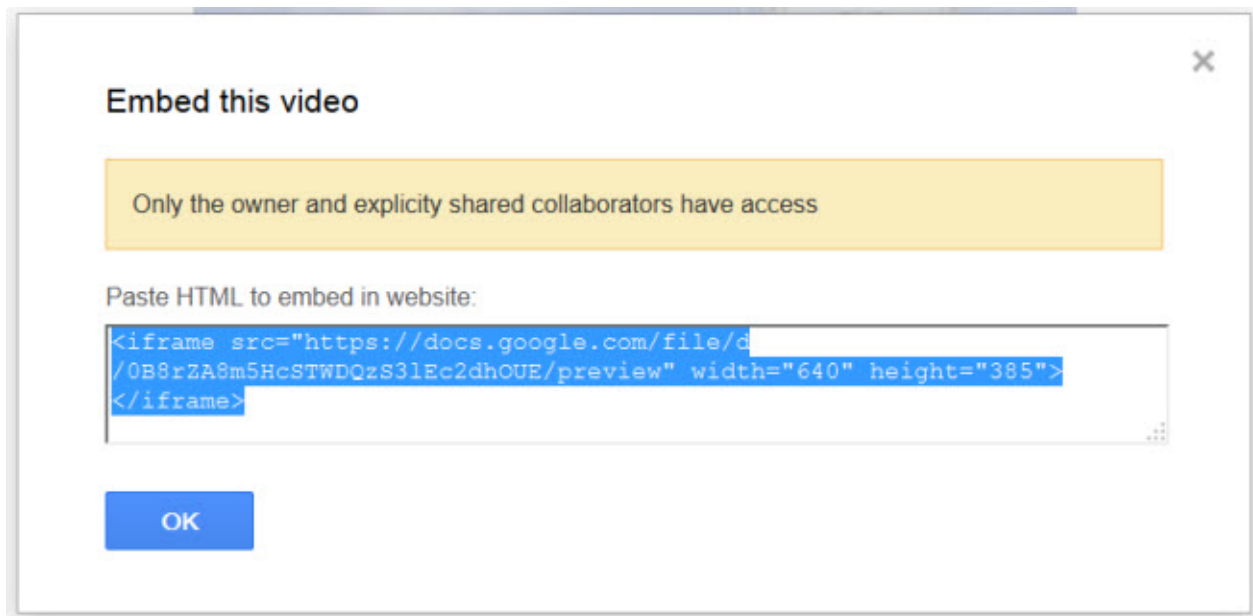 Embed this video
Only the owner and explicity shared collaborators have access
Paste HTML to embed in website:
<iframe src="https://docs.google.com/file/d
/0B8rZA8m5HcSTWDQzS3lEc2dhOUE/preview" width="640" height="385">
</iframe>
OK